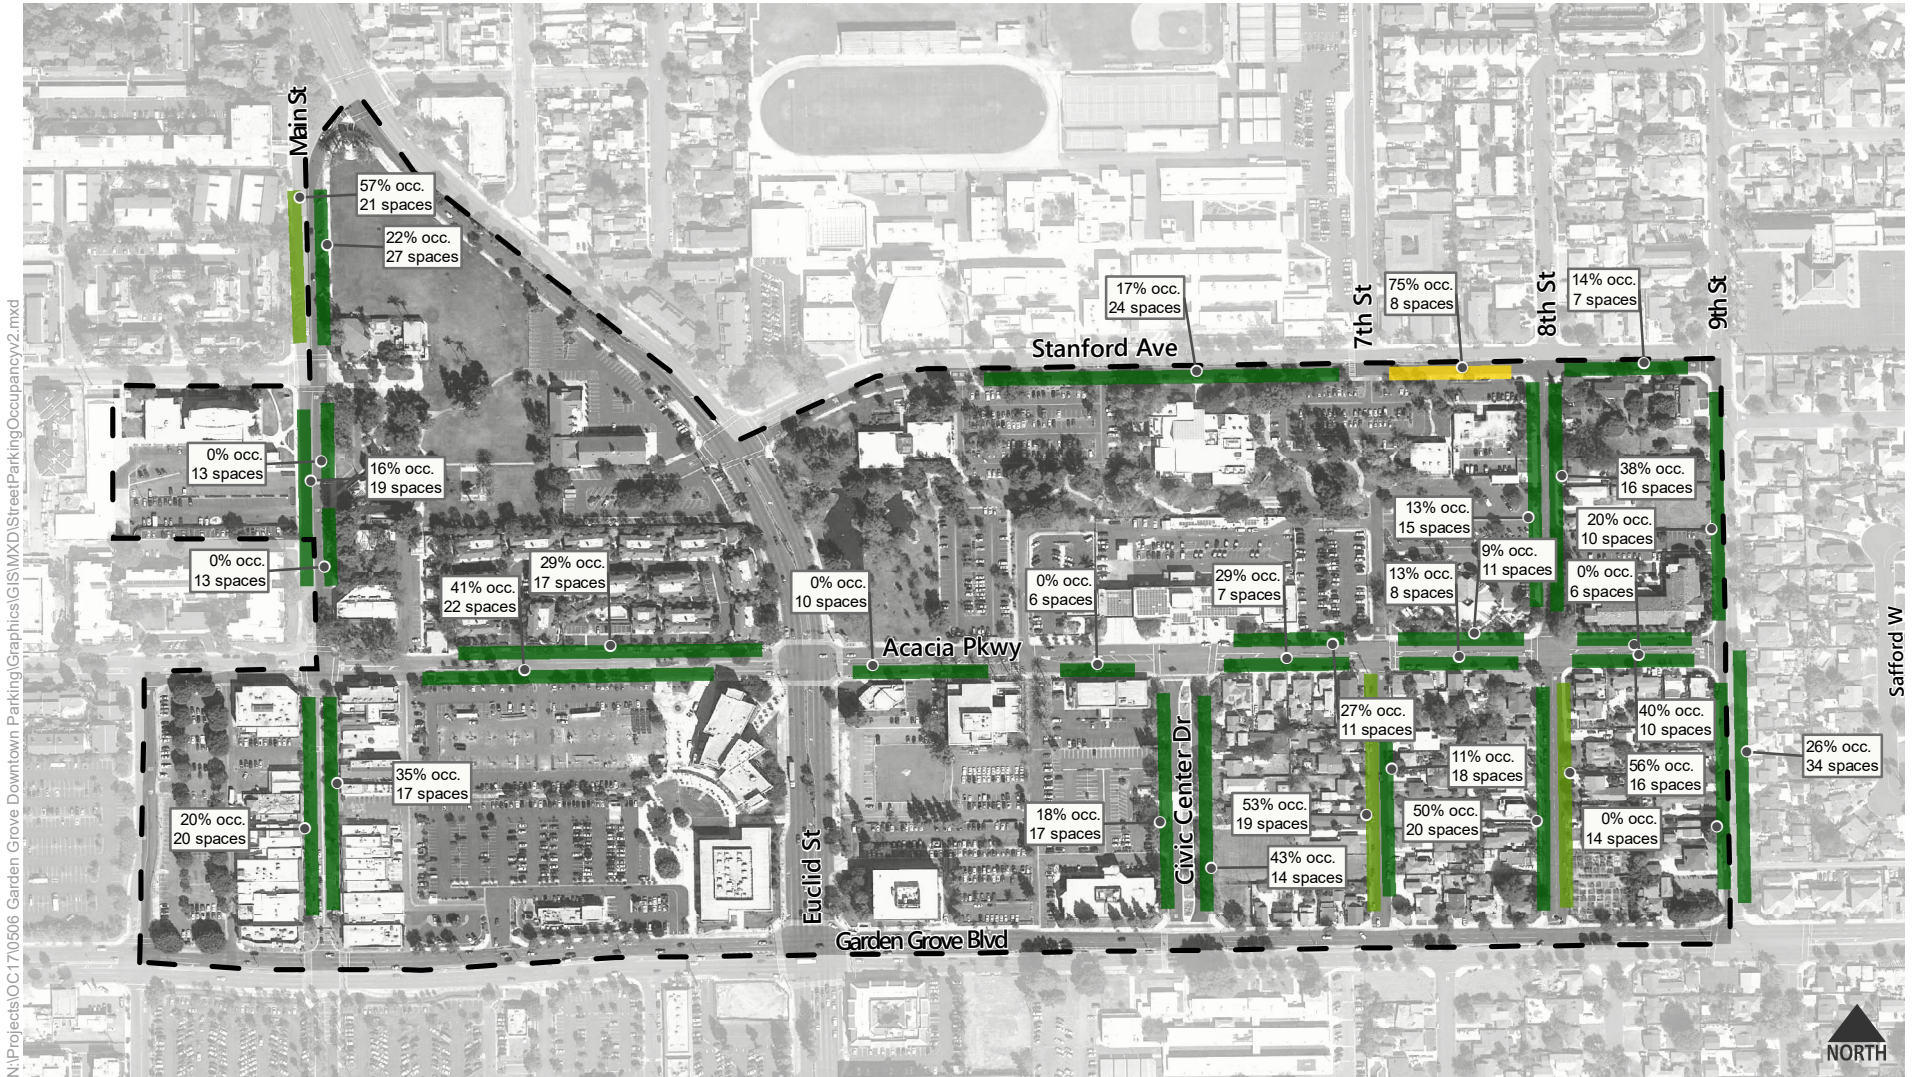 N:\Projects\OC17\0506 Garden Grove Downtown Parking\Graphics\GIS\MXD\StreetParkingOccupancyv2.mxd
Main St
57% occ.
21 spaces
22% occ.
27 spaces
17% occ.
24 spaces
7th St
75% occ.
8 spaces
8th St
14% occ.
7 spaces
9th St
Stanford Ave
0% occ.
13 spaces
16% occ.
19 spaces
38% occ.
16 spaces
13% occ.
15 spaces
20% occ.
10 spaces
0% occ.
13 spaces
41% occ.
22 spaces
29% occ.
17 spaces
0% occ.
10 spaces
0% occ.
6 spaces
29% occ.
7 spaces
13% occ.
8 spaces
9% occ.
11 spaces
0% occ.
6 spaces
Acacia Pkwy
Safford W
27% occ.
11 spaces
40% occ.
10 spaces
26% occ.
34 spaces
35% occ.
17 spaces
11% occ.
18 spaces
56% occ.
16 spaces
20% occ.
20 spaces
18% occ.
17 spaces
Civic Center Dr
53% occ.
19 spaces
50% occ.
20 spaces
0% occ.
14 spaces
43% occ.
14 spaces
Euclid St
Garden Grove Blvd
NORTH